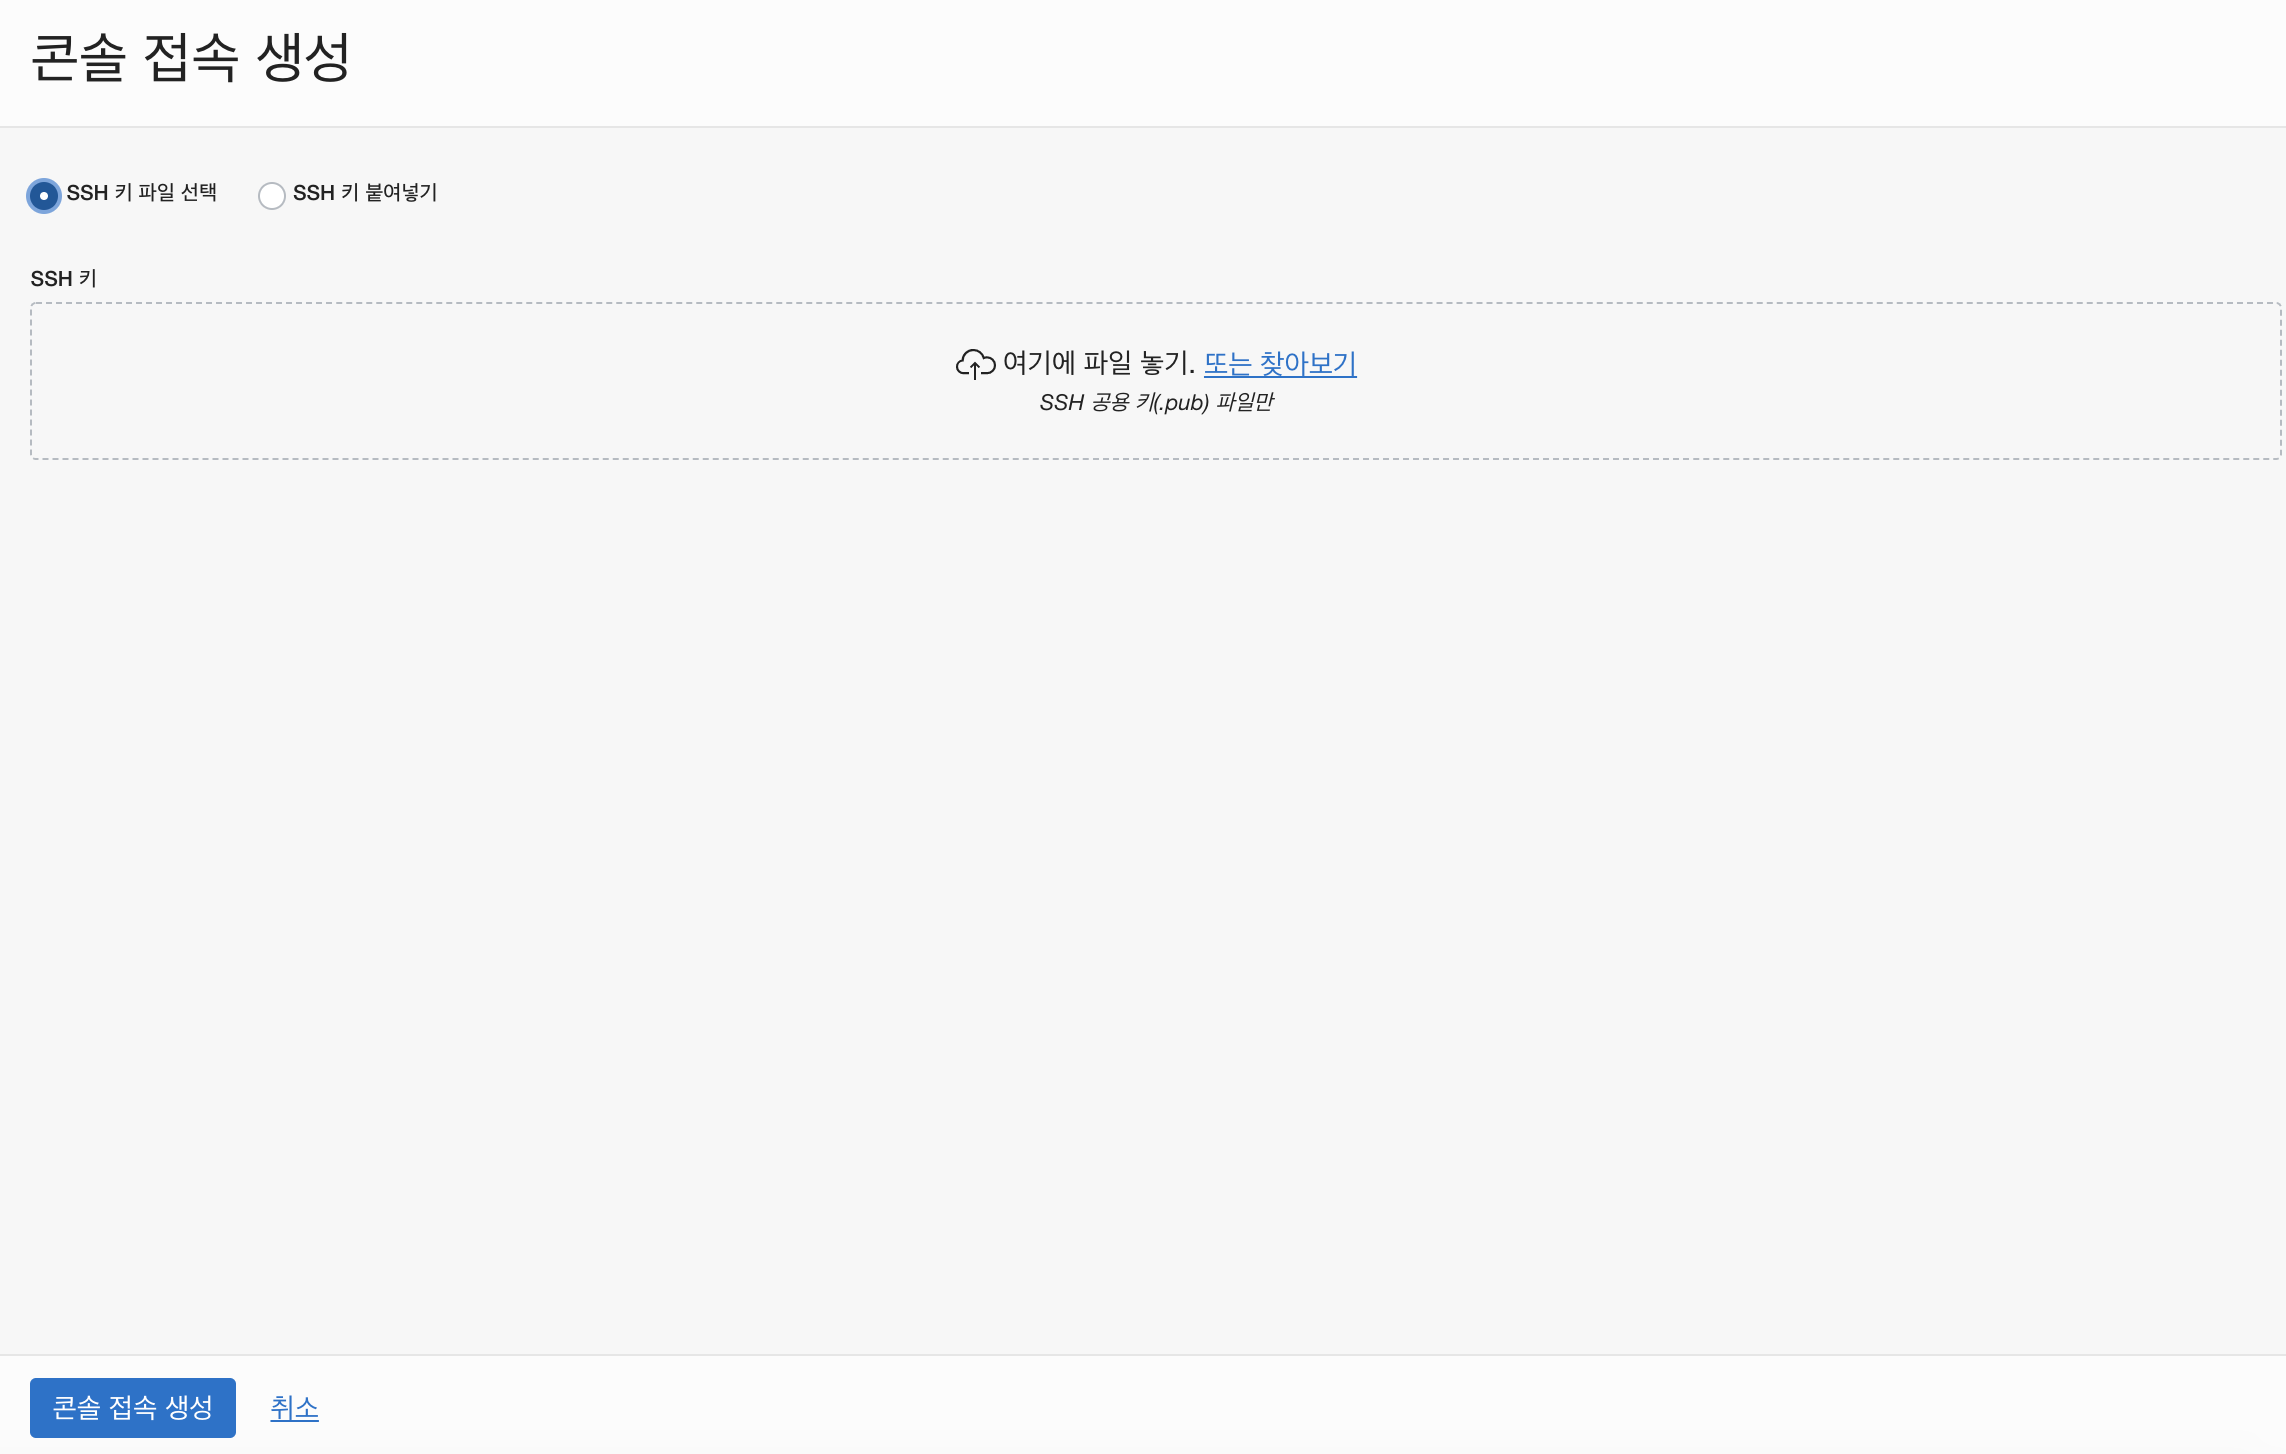 콘솔 접속 생성
SSH 키 파일 선택 SSH 키 붙여넣기
SSH 키
여기에 파일 놓기. 또는 찾아보기
SSH 공용 키(.pub) 파일만
콘솔 접속 생성 취소